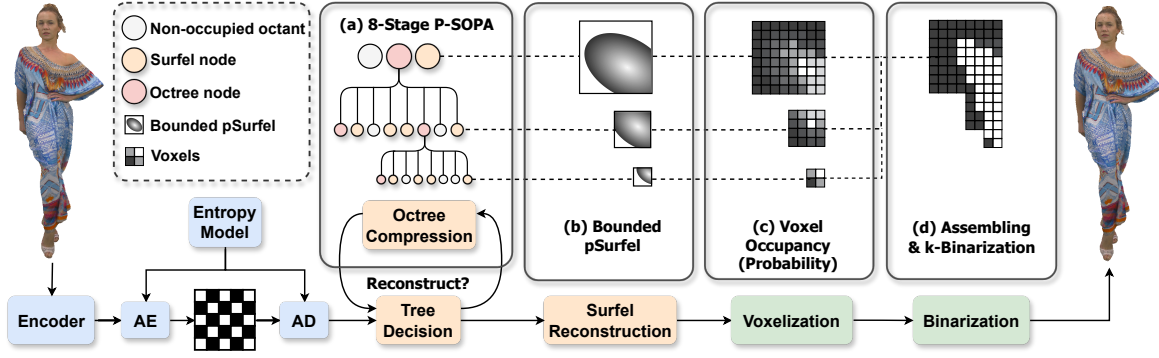 Non-occupied octant
Surfel node
Octree node
Bounded pSurfel
Voxels
(a) 8-Stage P-SOPA
Octree
Compression
(b) Bounded
pSurfel
(c) Voxel
Occupancy
(Probability)
(d) Assembling
& k-Binarization
Entropy
Model
Reconstruct?
Encoder
AE
AD
Tree
Decision
Surfel
Reconstruction
Voxelization
Binarization